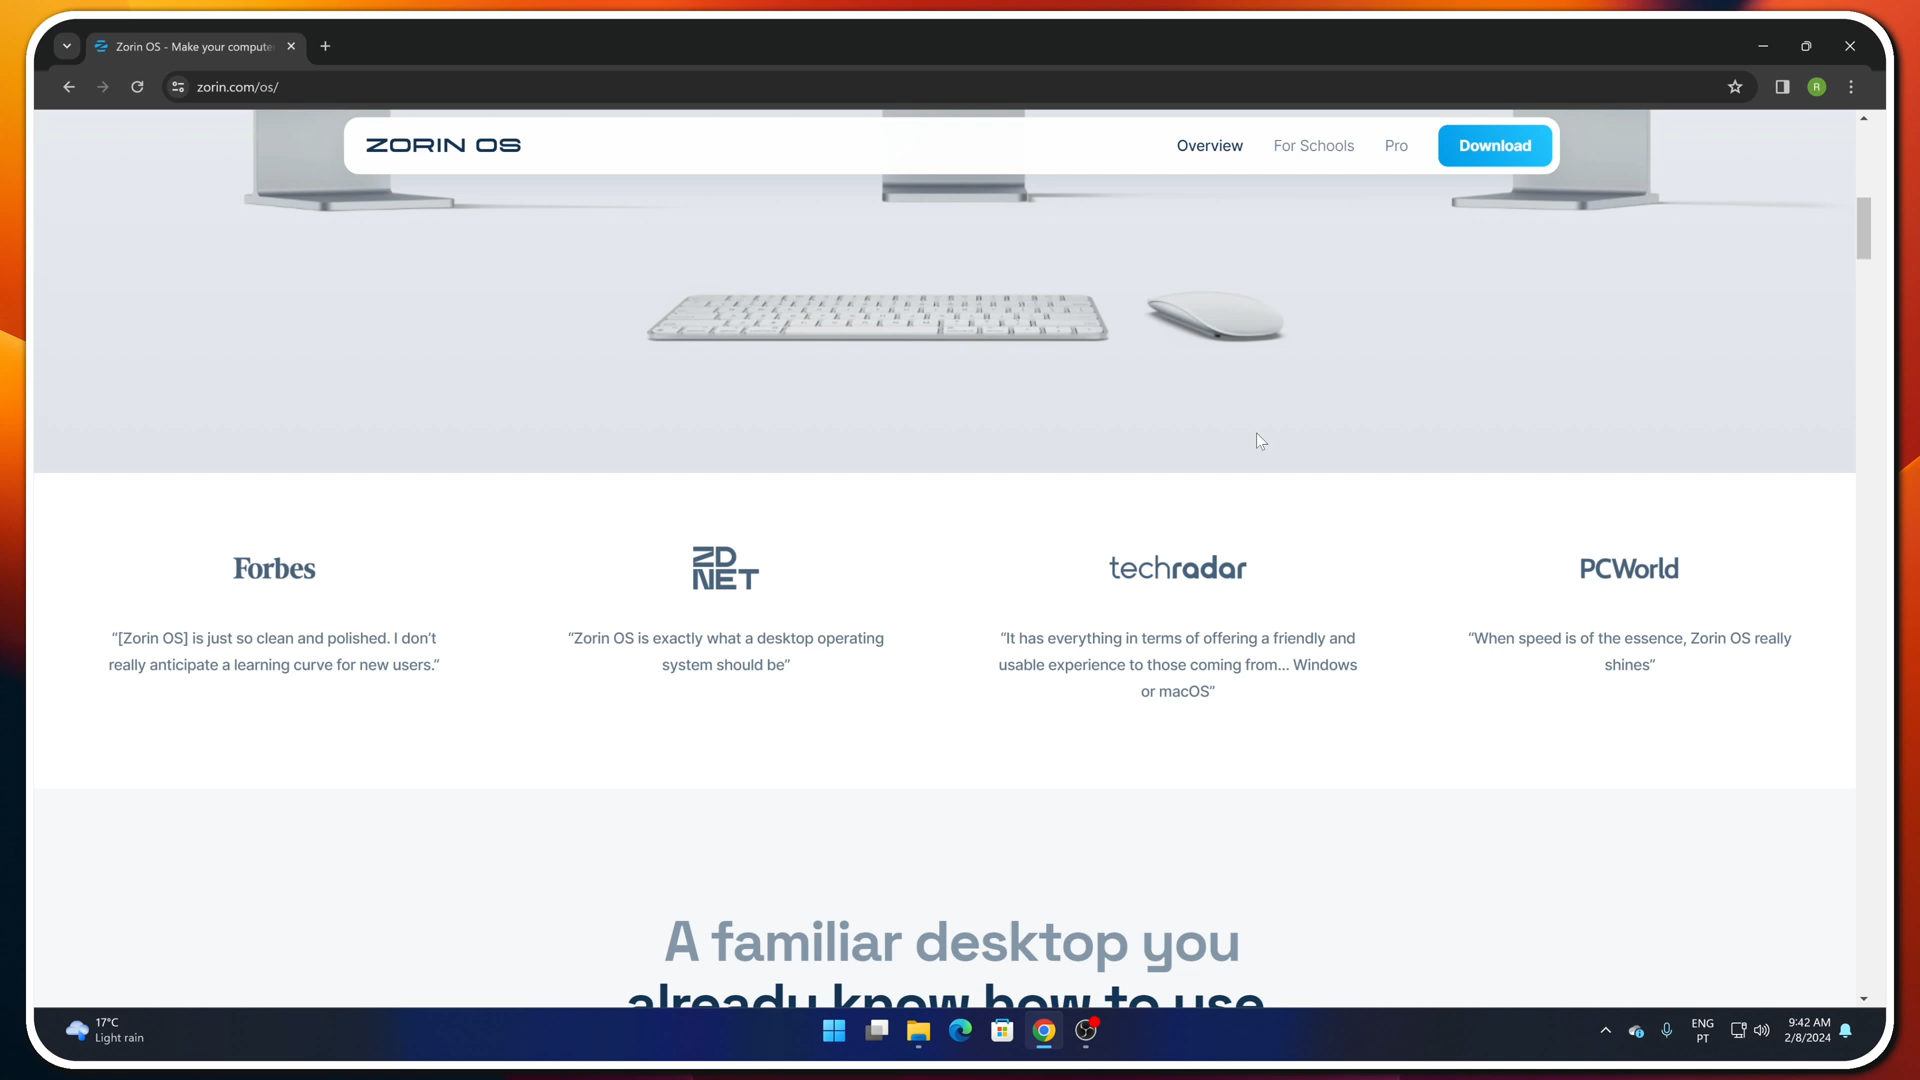 Zorin OS - Make your compute
zorin.com/os/
R
ZORIN OS
Overview
For Schools
Pro
Download
Forbes
"[Zorin OS] is just so clean and polished. I don't
really anticipate a learning curve for new users."
ZD
NET
"Zorin OS is exactly what a desktop operating
system should be"
techradar
"It has everything in terms of offering a friendly and
usable experience to those coming from... Windows
or macOS"
PCWorld
"When speed is of the essence, Zorin OS really
shines"
A familiar desktop you
already know how to use
17°C
Light rain
ENG
PT
9:42 AM
2/8/2024